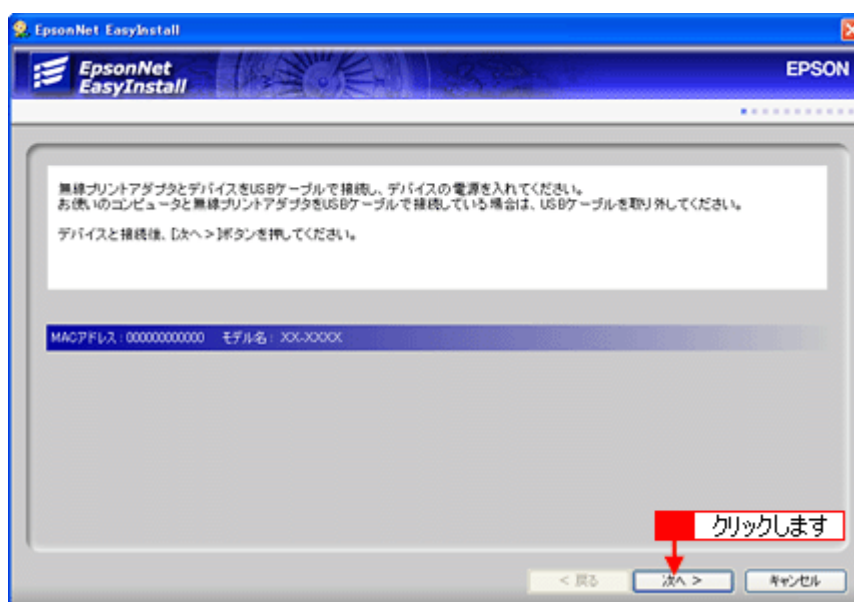 EpsonNet EasyInstall
EpsonNet
EasyInstall
EPSON
無線プリントアダプタとデバイスをUSBケーブルで接続し、デバイスの電源を入れてください。
お使いのコンピュータと無線プリントアダプタをUSBケーブルで接続している場合は、USBケーブルを取り外してください。
デバイスと接続後、[次へ >]ボタンを押してください。
MACアドレス : 000000000000 モデル名 : XX-XXXX
クリックします
< 戻る 次へ > キャンセル